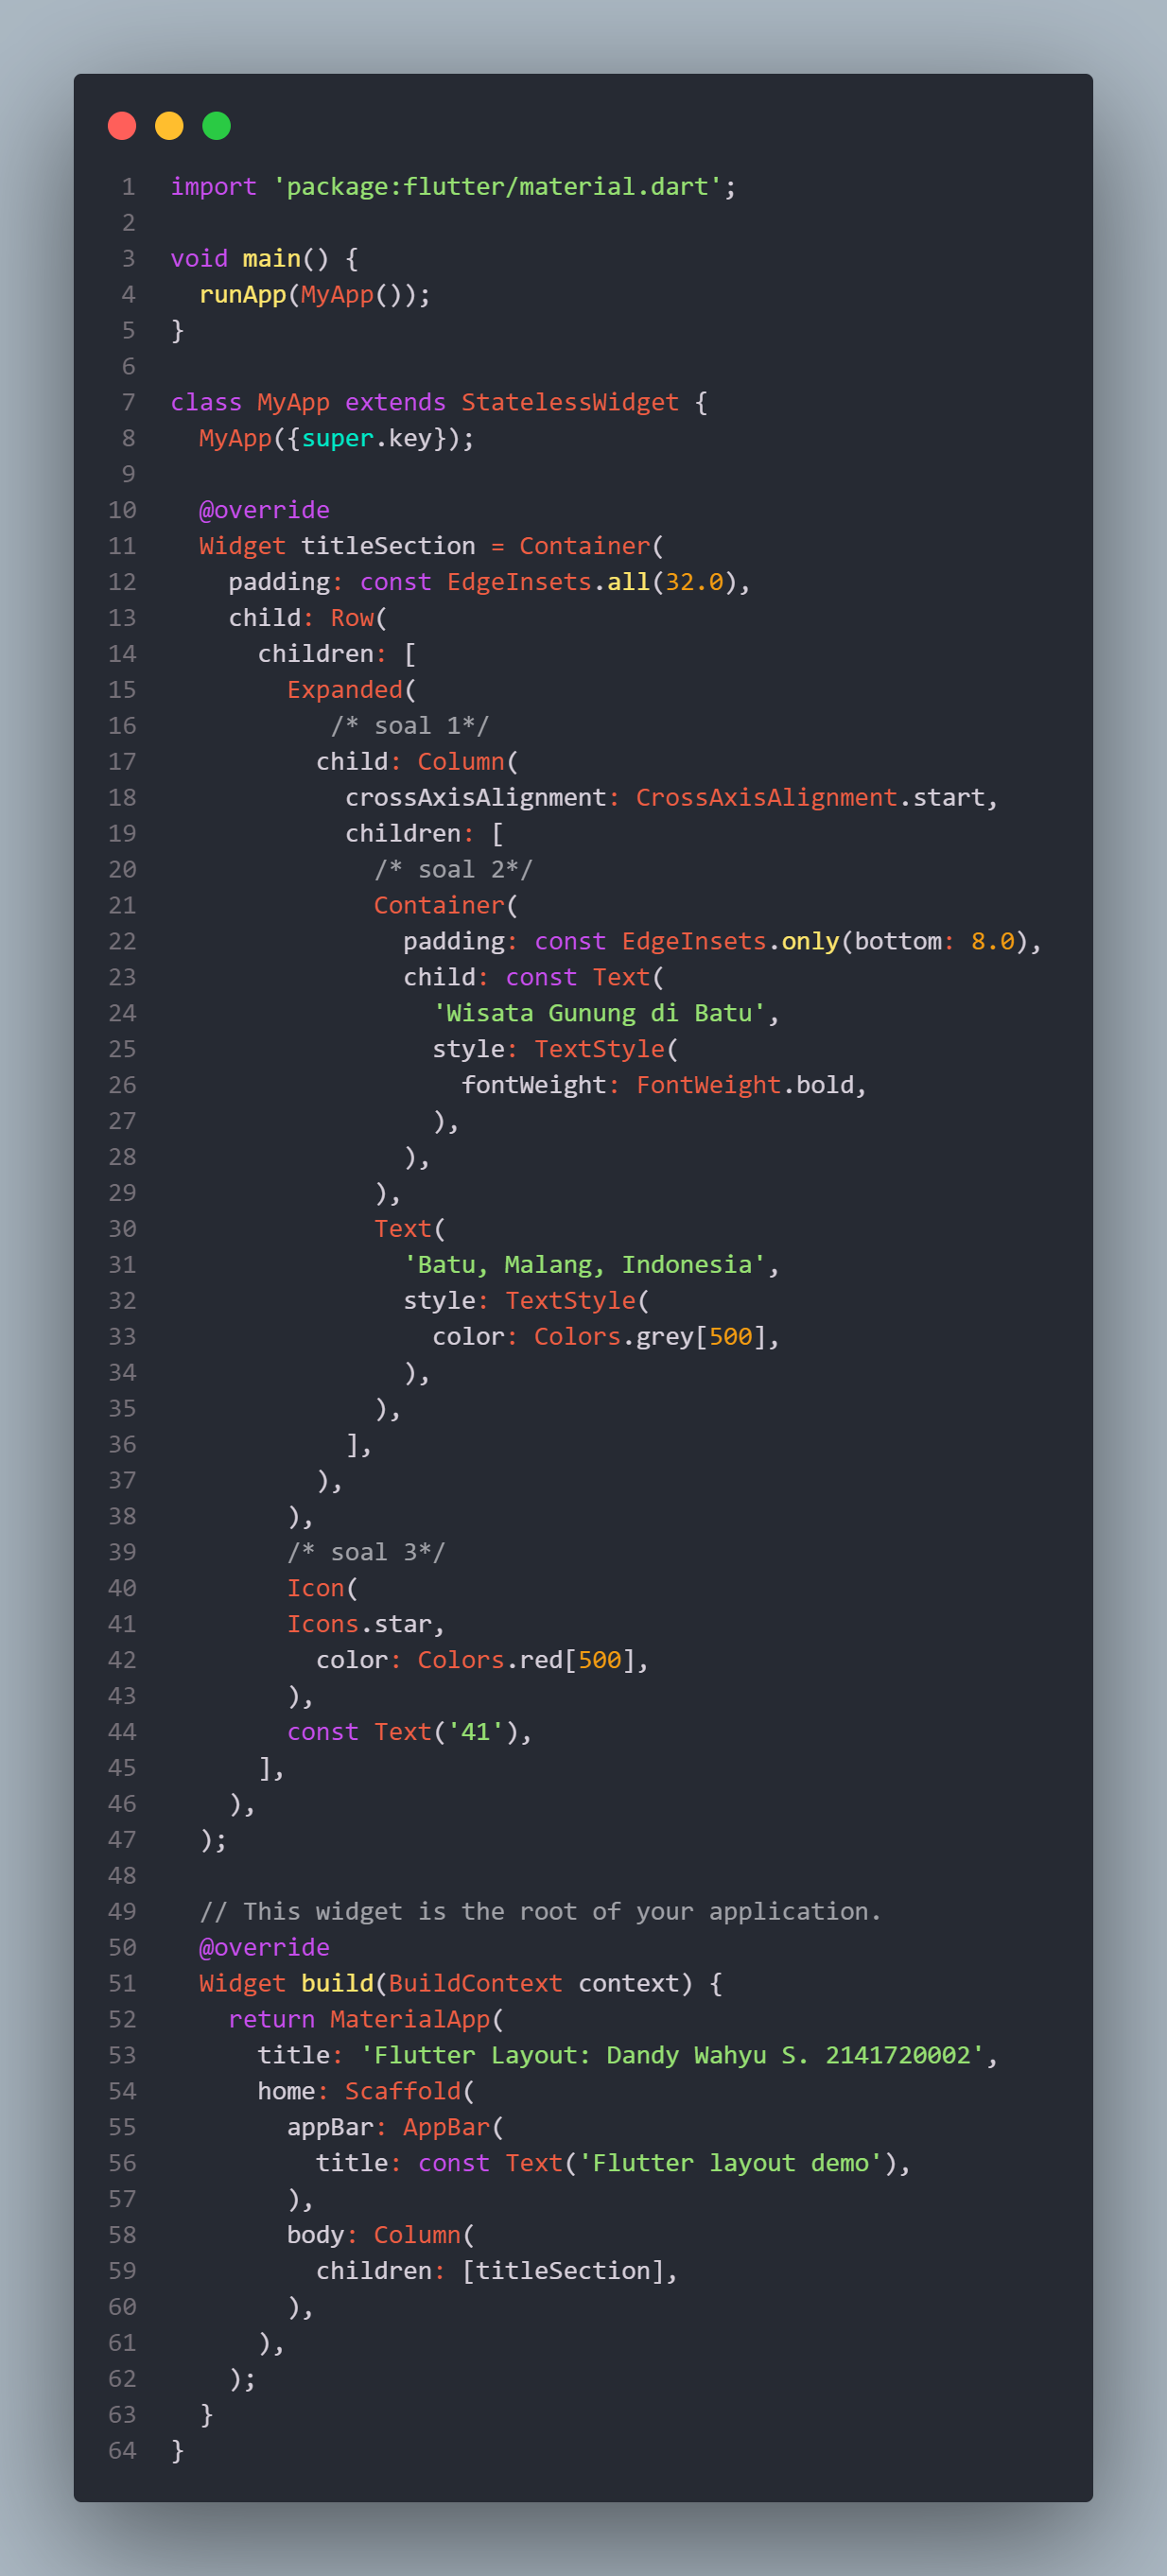 1 import 'package:flutter/material.dart';
2
3 void main() {
4   runApp(MyApp());
5 }
6
7 class MyApp extends StatelessWidget {
8   MyApp({super.key});
9
10   @override
11   Widget titleSection = Container(
12     padding: const EdgeInsets.all(32.0),
13     child: Row(
14       children: [
15         Expanded(
16            /* soal 1*/
17           child: Column(
18             crossAxisAlignment: CrossAxisAlignment.start,
19             children: [
20               /* soal 2*/
21               Container(
22                 padding: const EdgeInsets.only(bottom: 8.0),
23                 child: const Text(
24                   'Wisata Gunung di Batu',
25                   style: TextStyle(
26                     fontWeight: FontWeight.bold,
27                   ),
28                 ),
29               ),
30               Text(
31                 'Batu, Malang, Indonesia',
32                 style: TextStyle(
33                   color: Colors.grey[500],
34                 ),
35               ),
36             ],
37           ),
38         ),
39         /* soal 3*/
40         Icon(
41         Icons.star,
42           color: Colors.red[500],
43         ),
44         const Text('41'),
45       ],
46     ),
47   );
48
49   // This widget is the root of your application.
50   @override
51   Widget build(BuildContext context) {
52     return MaterialApp(
53       title: 'Flutter Layout: Dandy Wahyu S. 2141720002',
54       home: Scaffold(
55         appBar: AppBar(
56           title: const Text('Flutter layout demo'),
57         ),
58         body: Column(
59           children: [titleSection],
60         ),
61       ),
62     );
63   }
64 }